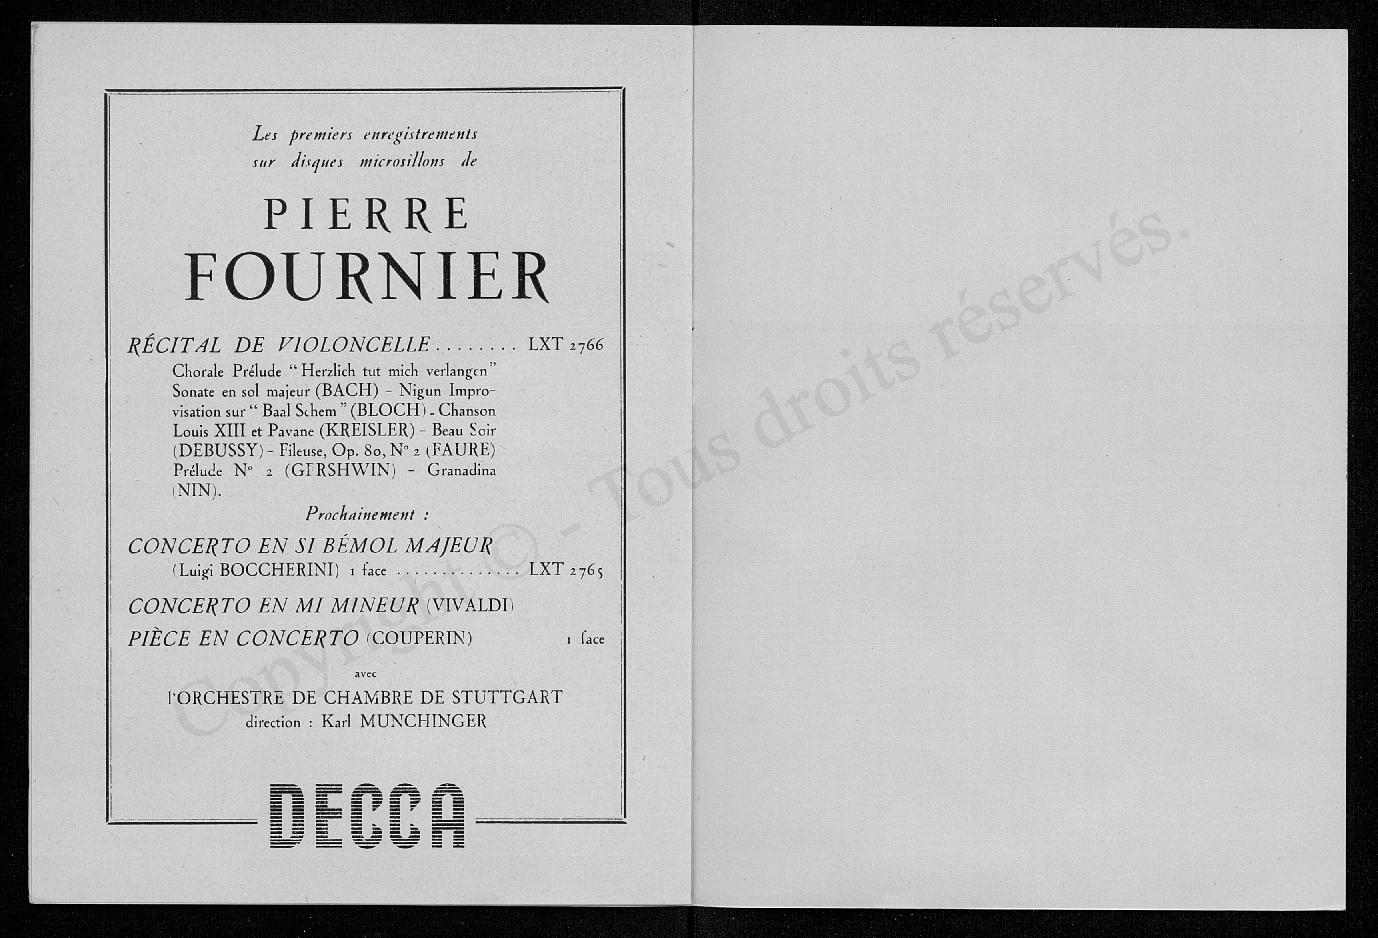 Les premiers enregistrements
sur disques microsillons de
PIERRE
FOURNIER
RÉCITAL DE VIOLONCELLE ........ LXT 2766
Chorale Prélude “ Herzlich tut mich verlangen”
Sonate en sol majeur (BACH) - Nigun Impro-
visation sur “ Baal Schem ” (BLOCH) - Chanson
Louis XIII et Pavane (KREISLER) - Beau Soir
(DEBUSSY) - Fileuse, Op. 80, N° 2 (FAURE)
Prélude N° 2 (GERSHWIN) - Granadina
(NIN).
Prochainement :
CONCERTO EN SI BÉMOL MAJEUR
(Luigi BOCCHERINI) 1 face .............. LXT 2765
CONCERTO EN MI MINEUR (VIVALDI)
PIÈCE EN CONCERTO (COUPERIN) 1 face
avec
l'ORCHESTRE DE CHAMBRE DE STUTTGART
direction : Karl MUNCHINGER
DECCA
Copyright © - Tous droits réservés.